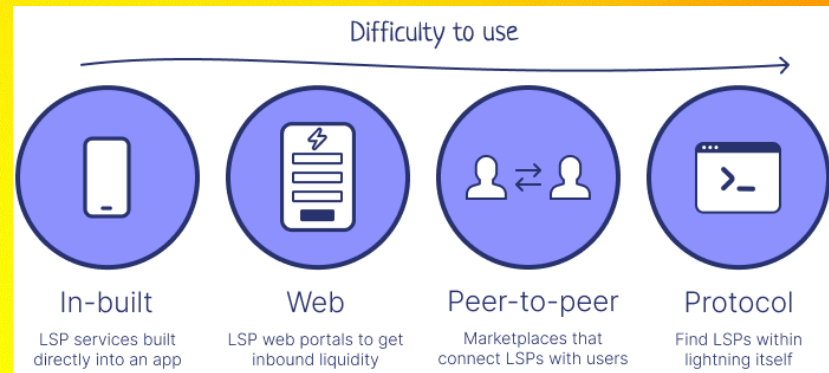 Difficulty to use
In-built
LSP services built
directly into an app
Web
LSP web portals to get
inbound liquidity
Peer-to-peer
Marketplaces that
connect LSPs with users
Protocol
Find LSPs within
lightning itself